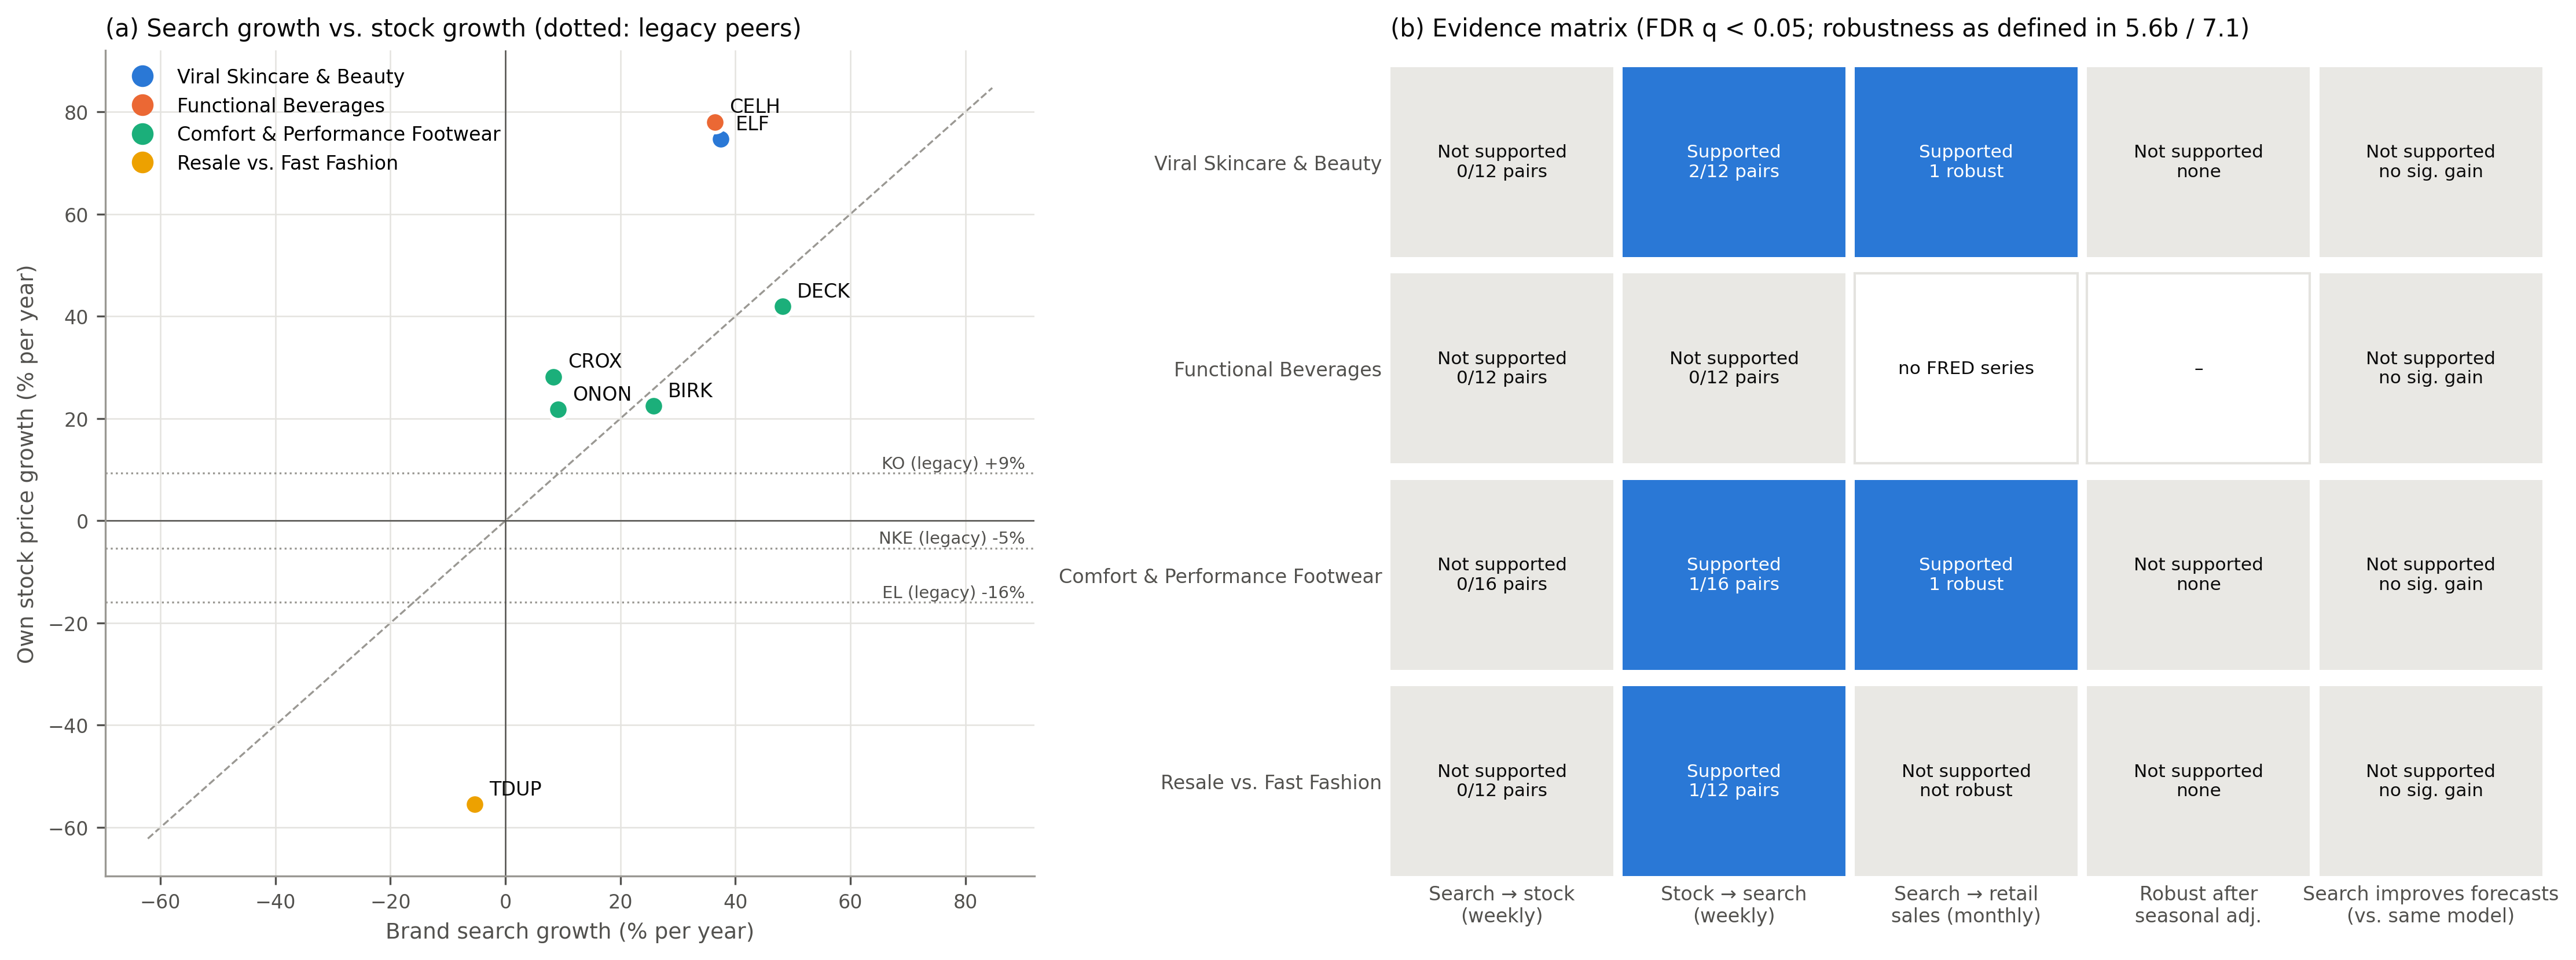 (a) Search growth vs. stock growth (dotted: legacy peers)
Viral Skincare & Beauty
Functional Beverages
Comfort & Performance Footwear
Resale vs. Fast Fashion
CELH
ELF
DECK
CROX
ONON
BIRK
KO (legacy) +9%
NKE (legacy) -5%
EL (legacy) -16%
TDUP
Own stock price growth (% per year)
80
60
40
20
0
−20
−40
−60
−60
−40
−20
0
20
40
60
80
Brand search growth (% per year)
(b) Evidence matrix (FDR q < 0.05; robustness as defined in 5.6b / 7.1)
Viral Skincare & Beauty
Not supported
0/12 pairs
Supported
2/12 pairs
Supported
1 robust
Not supported
none
Not supported
no sig. gain
Functional Beverages
Not supported
0/12 pairs
Not supported
0/12 pairs
no FRED series
–
Not supported
no sig. gain
Comfort & Performance Footwear
Not supported
0/16 pairs
Supported
1/16 pairs
Supported
1 robust
Not supported
none
Not supported
no sig. gain
Resale vs. Fast Fashion
Not supported
0/12 pairs
Supported
1/12 pairs
Not supported
not robust
Not supported
none
Not supported
no sig. gain
Search → stock
(weekly)
Stock → search
(weekly)
Search → retail
sales (monthly)
Robust after
seasonal adj.
Search improves forecasts
(vs. same model)